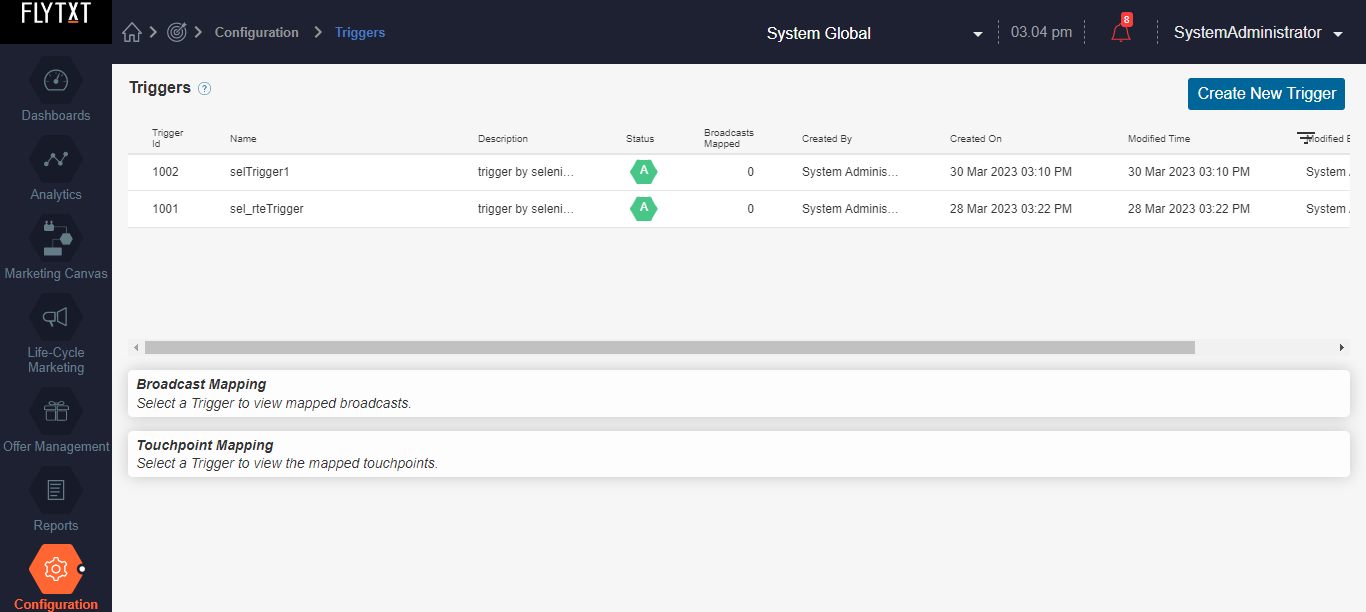 FLYTXT
Configuration
Triggers
System Global
03.04 pm
8
SystemAdministrator
Dashboards
Analytics
Marketing Canvas
Life-Cycle
Marketing
Offer Management
Reports
Configuration
Triggers ?
Create New Trigger
Trigger
Id
Name
Description
Status
Broadcasts
Mapped
Created By
Created On
Modified Time
Modified B
1002 selTrigger1 trigger by seleni... A 0 System Adminis... 30 Mar 2023 03:10 PM 30 Mar 2023 03:10 PM System
1001 sel_rteTrigger trigger by seleni... A 0 System Adminis... 28 Mar 2023 03:22 PM 28 Mar 2023 03:22 PM System
Broadcast Mapping
Select a Trigger to view mapped broadcasts.
Touchpoint Mapping
Select a Trigger to view the mapped touchpoints.